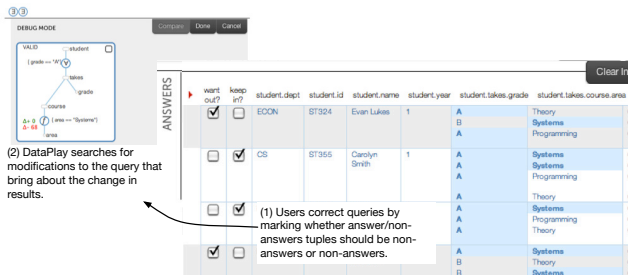 33
DEBUG MODE
Compare Done Cancel
VALID
student
[ grade == "A"]
takes
grade
course
Δ+ 0
Δ- 68
[ area == "Systems"]
area
(2) DataPlay searches for
modifications to the query that
bring about the change in
results.
Clear In
ANSWERS
want out? keep in? student.dept student.id student.name student.year student.takes.grade student.takes.course.area
ECON ST324 Evan Lukes 1 A Theory
B Systems
A Programming
CS ST355 Carolyn Smith 1 A Systems
A Systems
A Programming
A Theory
A Systems
A Programming
A Theory
(1) Users correct queries by
marking whether answer/non-
answers tuples should be non-
answers or non-answers.
A Systems
B Theory
B Systems